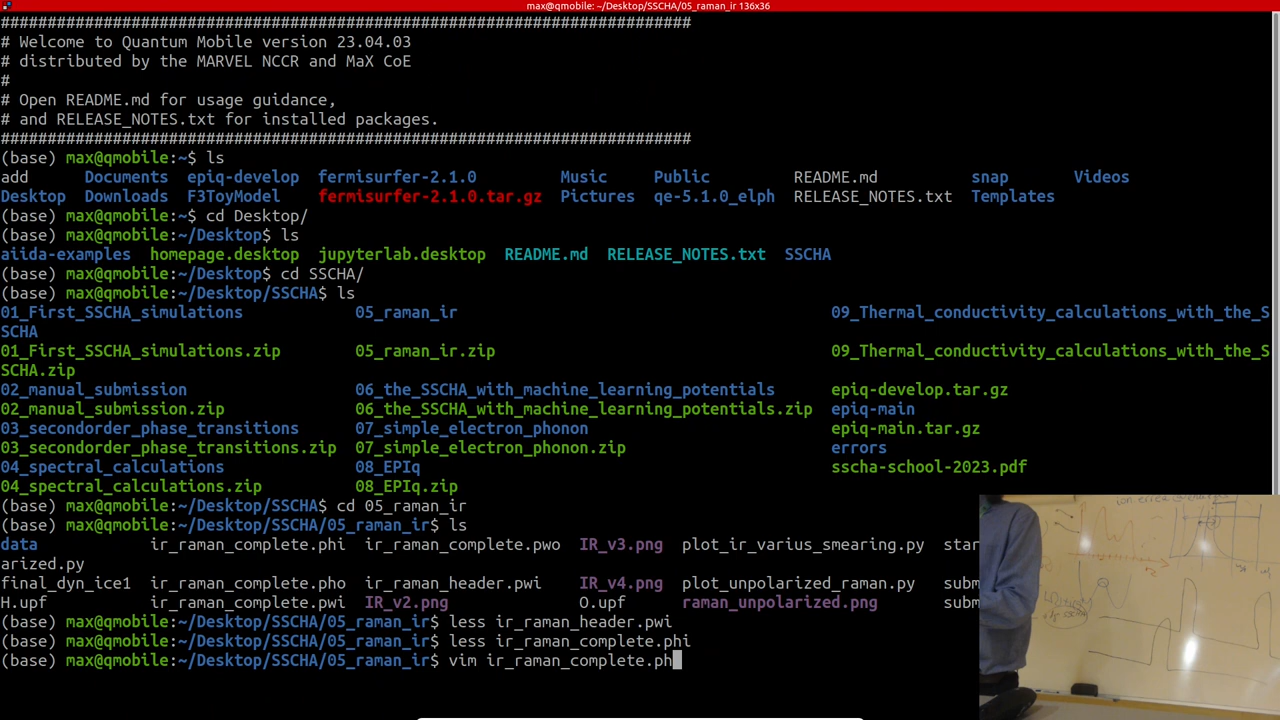 max@qmobile: ~/Desktop/SSCHA/05_raman_ir 136x36
##########################################################################
# Welcome to Quantum Mobile version 23.04.03
# distributed by the MARVEL NCCR and MaX CoE
#
# Open README.md for usage guidance,
# and RELEASE_NOTES.txt for installed packages.
##########################################################################
(base) max@qmobile:~$ ls
add Documents epiq-develop fermisurfer-2.1.0 Music Public README.md snap Videos
Desktop Downloads F3ToyModel fermisurfer-2.1.0.tar.gz Pictures qe-5.1.0_elph RELEASE_NOTES.txt Templates
(base) max@qmobile:~$ cd Desktop/
(base) max@qmobile:~/Desktop$ ls
aiida-examples homepage.desktop jupyterlab.desktop README.md RELEASE_NOTES.txt SSCHA
(base) max@qmobile:~/Desktop$ cd SSCHA/
(base) max@qmobile:~/Desktop/SSCHA$ ls
01_First_SSCHA_simulations 05_raman_ir 09_Thermal_conductivity_calculations_with_the_S
SCHA
01_First_SSCHA_simulations.zip 05_raman_ir.zip 09_Thermal_conductivity_calculations_with_the_S
SCHA.zip
02_manual_submission 06_the_SSCHA_with_machine_learning_potentials epiq-develop.tar.gz
02_manual_submission.zip 06_the_SSCHA_with_machine_learning_potentials.zip epiq-main
03_secondorder_phase_transitions 07_simple_electron_phonon epiq-main.tar.gz
03_secondorder_phase_transitions.zip 07_simple_electron_phonon.zip errors
04_spectral_calculations 08_EPIq sscha-school-2023.pdf
04_spectral_calculations.zip 08_EPIq.zip
(base) max@qmobile:~/Desktop/SSCHA$ cd 05_raman_ir
(base) max@qmobile:~/Desktop/SSCHA/05_raman_ir$ ls
data ir_raman_complete.phi ir_raman_complete.pwo IR_v3.png plot_ir_varius_smearing.py star
arized.py
final_dyn_ice1 ir_raman_complete.pho ir_raman_header.pwi IR_v4.png plot_unpolarized_raman.py subm
H.upf ir_raman_complete.pwi IR_v2.png O.upf raman_unpolarized.png subm
(base) max@qmobile:~/Desktop/SSCHA/05_raman_ir$ less ir_raman_header.pwi
(base) max@qmobile:~/Desktop/SSCHA/05_raman_ir$ less ir_raman_complete.phi
(base) max@qmobile:~/Desktop/SSCHA/05_raman_ir$ vim ir_raman_complete.ph